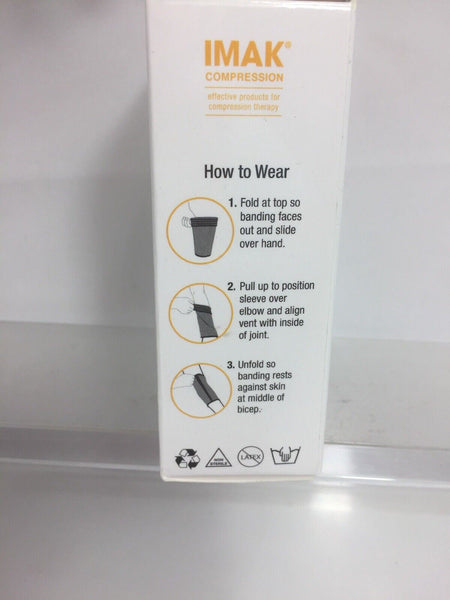 IMAK®
COMPRESSION
effective products for
compression therapy
How to Wear
1. Fold at top so
banding faces
out and slide
over hand.
2. Pull up to position
sleeve over
elbow and align
vent with inside
of joint.
3. Unfold so
banding rests
against skin
at middle of
bicep.
NON
STERILE
LATEX